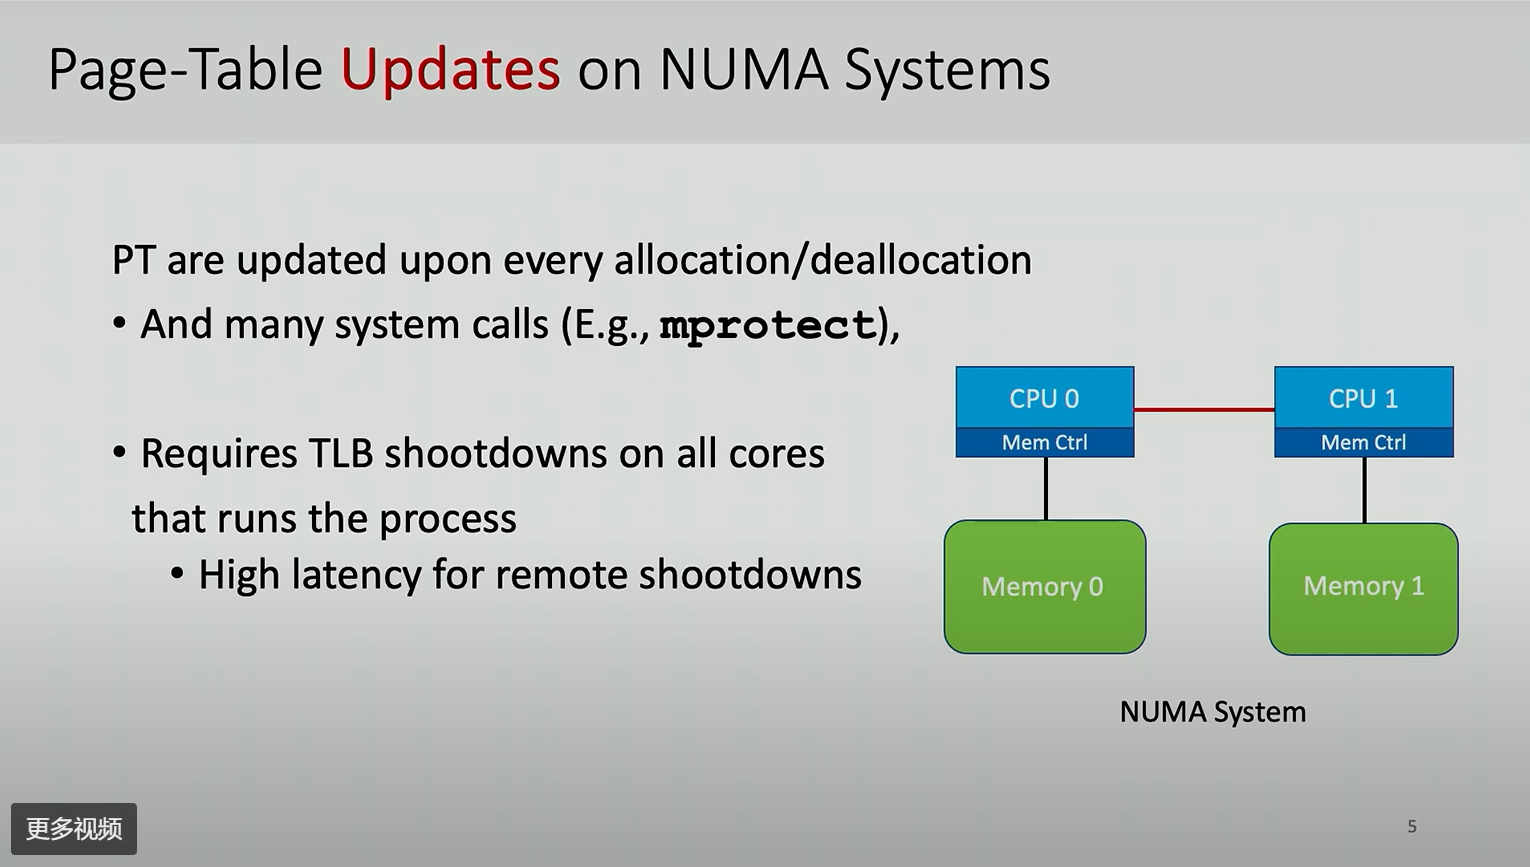 Page-Table Updates on NUMA Systems
PT are updated upon every allocation/deallocation
• And many system calls (E.g., mprotect),
• Requires TLB shootdowns on all cores
that runs the process
• High latency for remote shootdowns
CPU 0
Mem Ctrl
CPU 1
Mem Ctrl
Memory 0
Memory 1
NUMA System
更多视频
5